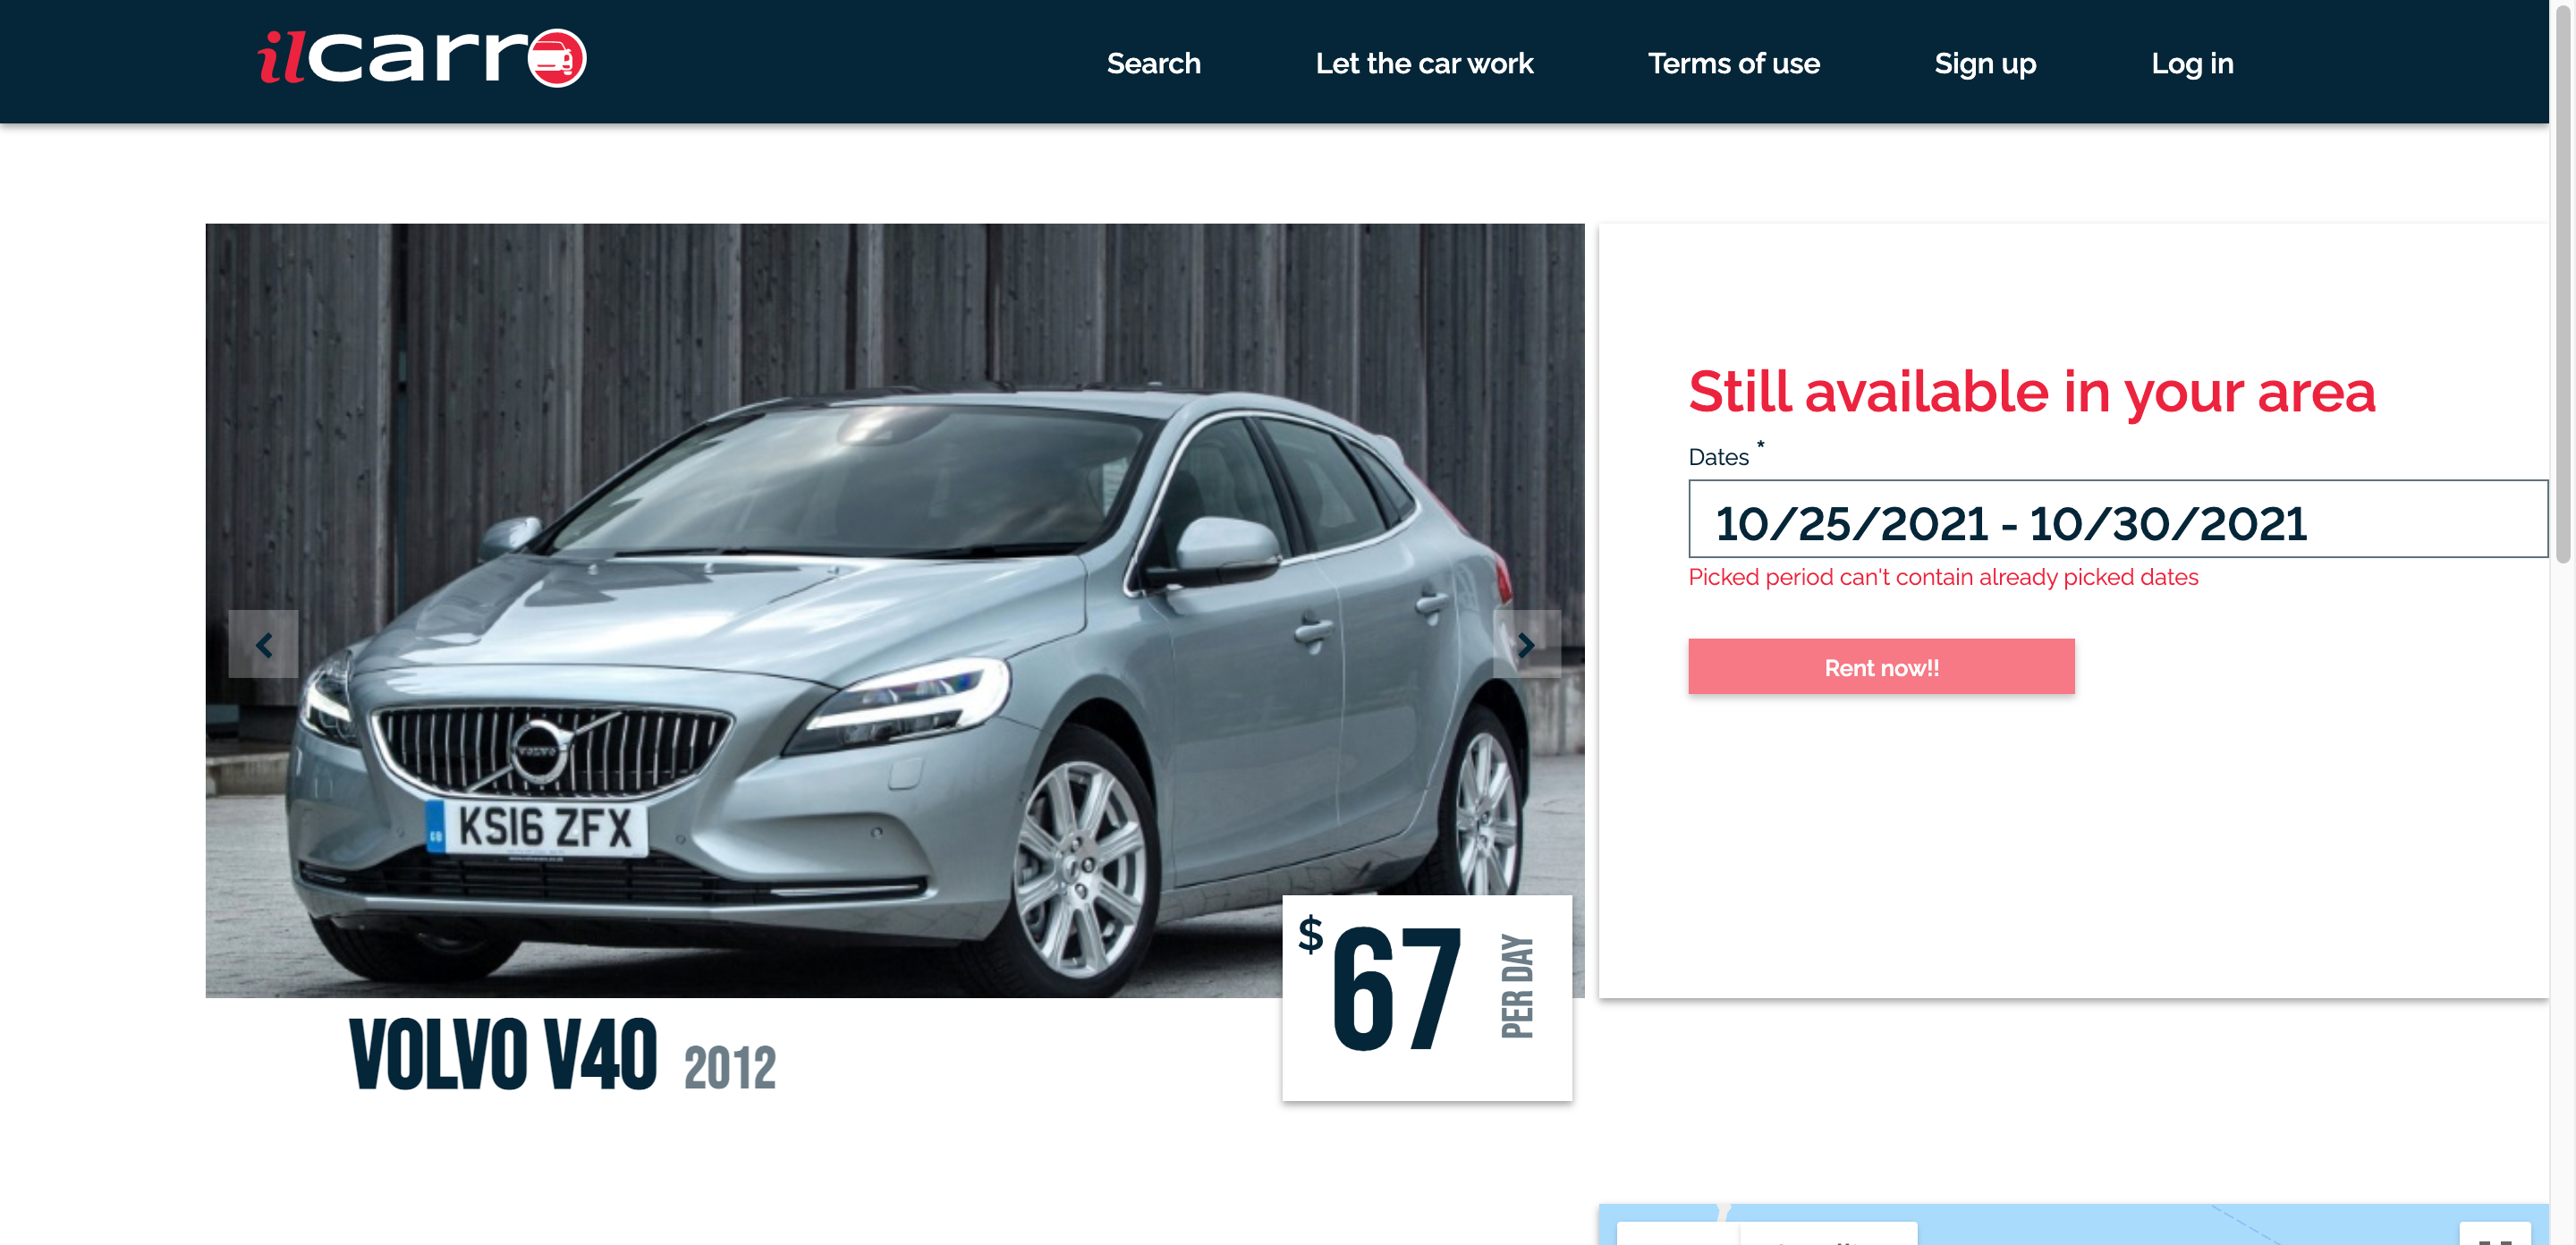 ilcarro
Search
Let the car work
Terms of use
Sign up
Log in
Still available in your area
Dates *
10/25/2021 - 10/30/2021
Picked period can't contain already picked dates
Rent now!!
VOLVO
KS16 ZFX
$67 PER DAY
VOLVO V40 2012